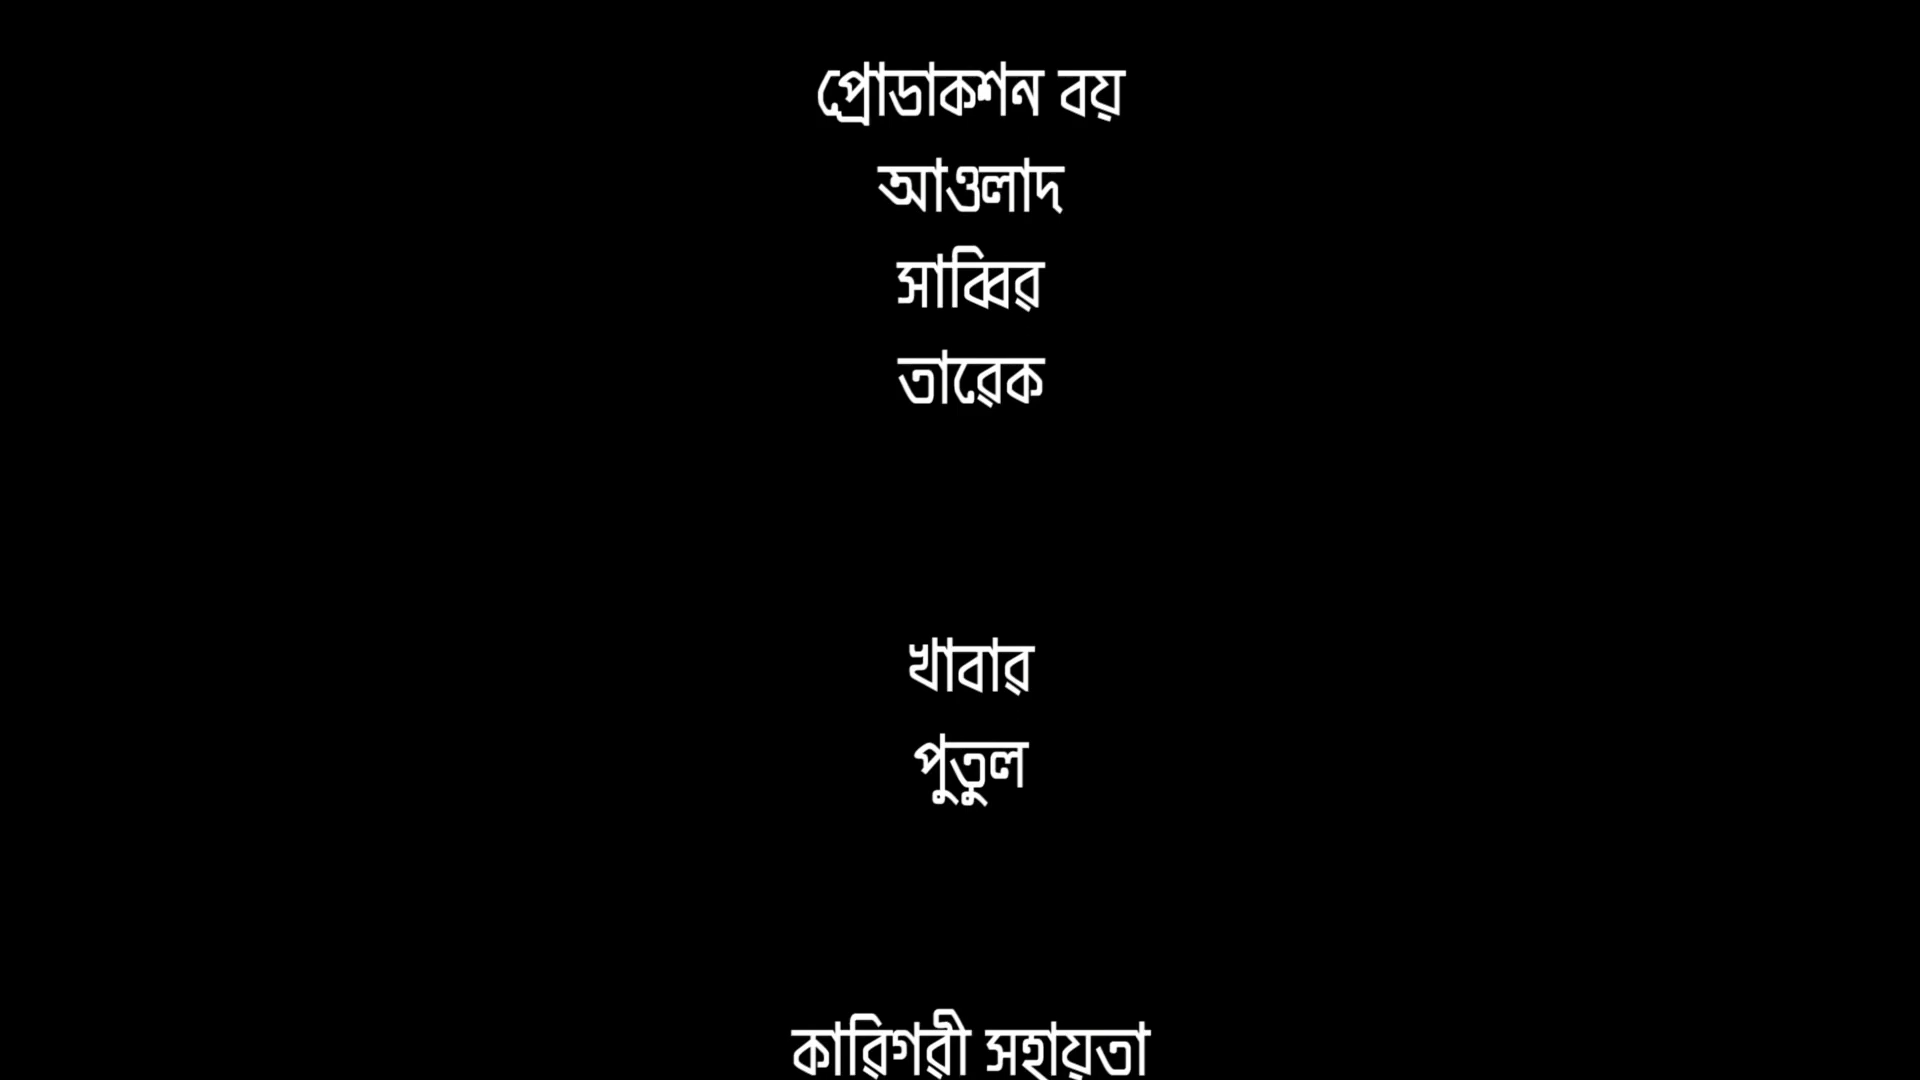 প্রোডাকশন বয়
আওলাদ
সাব্বির
তারেক
খাবার
পুতুল
কারিগরী সহায়তা